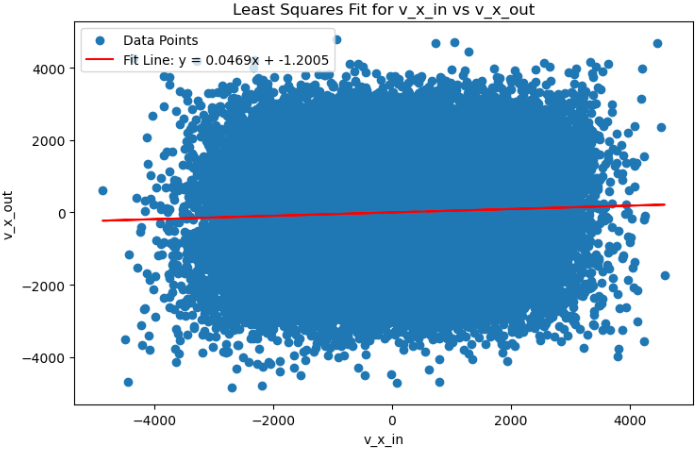 Least Squares Fit for v_x_in vs v_x_out
Data Points
Fit Line: y = 0.0469x + -1.2005
4000
2000
0
−2000
−4000
v_x_out
−4000
−2000
0
2000
4000
v_x_in